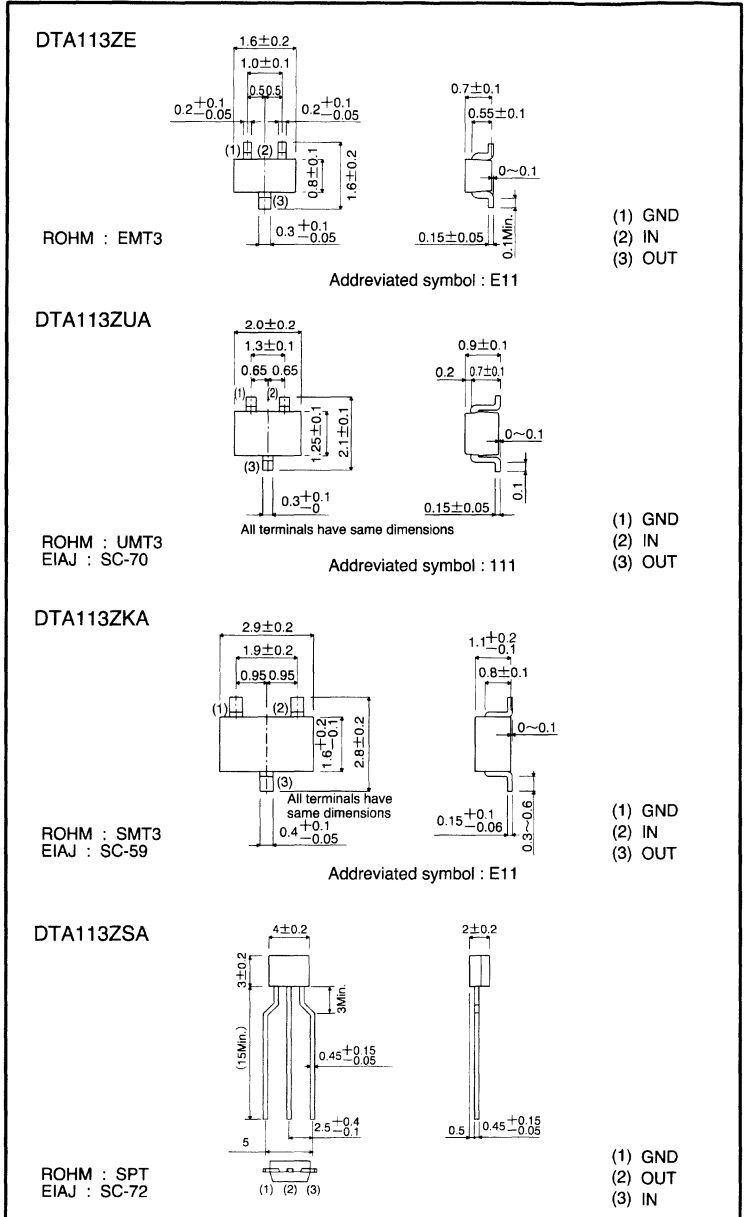 DTA113ZE
1.6±0.2
1.0±0.1
0.5 0.5
0.2 +0.1 −0.05
0.2 +0.1 −0.05
(1) (2)
(3)
0.8±0.1
1.6±0.2
0.3 +0.1 −0.05
0.7±0.1
0.55±0.1
0~0.1
0.15±0.05
0.1Min.
ROHM : EMT3
(1) GND
(2) IN
(3) OUT
Addreviated symbol : E11
DTA113ZUA
2.0±0.2
1.3±0.1
0.65 0.65
(1) (2)
(3)
1.25±0.1
2.1±0.1
0.3 +0.1 −0
All terminals have same dimensions
0.9±0.1
0.2 0.7±0.1
0~0.1
0.15±0.05
0.1
ROHM : UMT3
EIAJ : SC-70
(1) GND
(2) IN
(3) OUT
Addreviated symbol : 111
DTA113ZKA
2.9±0.2
1.9±0.2
0.95 0.95
(1) (2)
(3)
1.6 +0.2 −0.1
2.8±0.2
All terminals have
same dimensions
0.4 +0.1 −0.05
1.1 +0.2 −0.1
0.8±0.1
0~0.1
0.15 +0.1 −0.06
0.3~0.6
ROHM : SMT3
EIAJ : SC-59
(1) GND
(2) IN
(3) OUT
Addreviated symbol : E11
DTA113ZSA
4±0.2
3±0.2
(15Min.)
3Min.
0.45 +0.15 −0.05
2.5 +0.4 −0.1
5
(1) (2) (3)
2±0.2
0.5
0.45 +0.15 −0.05
ROHM : SPT
EIAJ : SC-72
(1) GND
(2) OUT
(3) IN